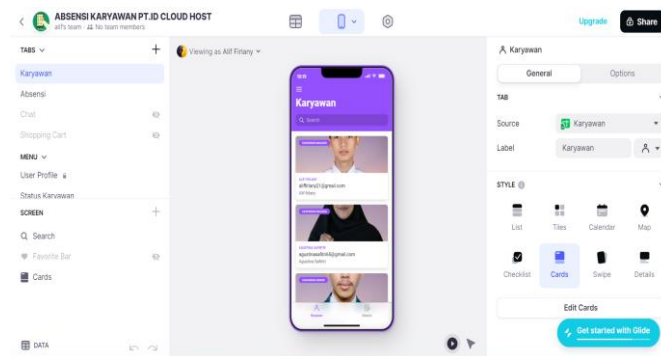 ABSENSI KARYAWAN PT.ID CLOUD HOST
alif's team - No team members
Upgrade
Share
TABS
Karyawan
Absensi
Chat
Shopping Cart
MENU
User Profile
Status Karyawan
SCREEN
Search
Favorite Bar
Cards
DATA
Viewing as Alif Firlany
Karyawan
Search
Karyawan
General
Options
TAB
Source
Karyawan
Label
Karyawan
STYLE
List
Tiles
Calendar
Map
Checklist
Cards
Swipe
Details
Edit Cards
Get started with Glide